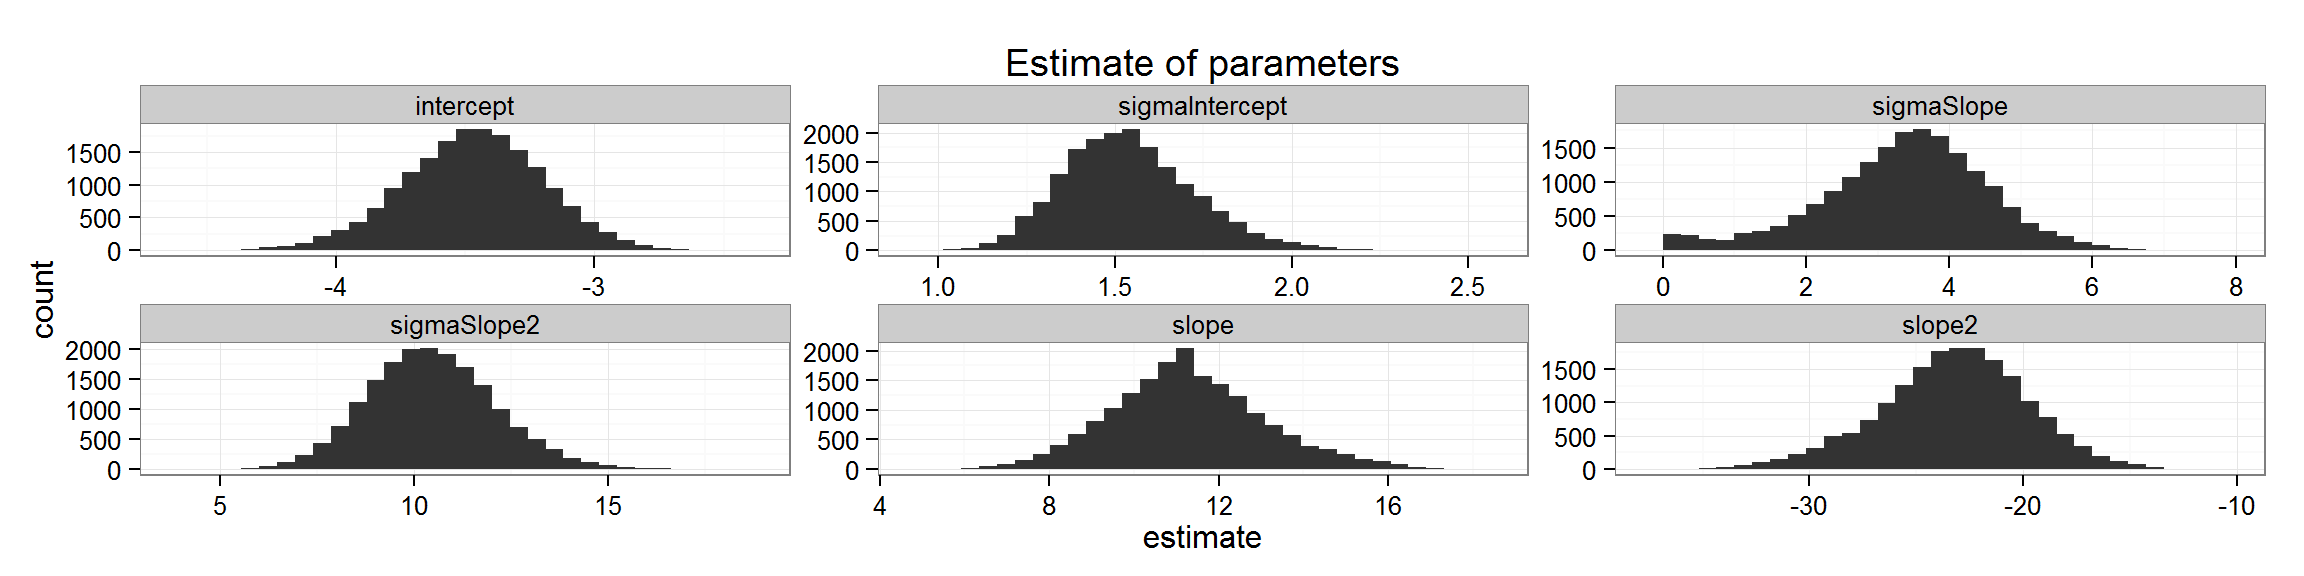 Estimate of parameters
intercept sigmaIntercept sigmaSlope
1500 1000 500 0
2000 1500 1000 500 0
1500 1000 500 0
-4 -3
1.0 1.5 2.0 2.5
0 2 4 6 8
count
sigmaSlope2 slope slope2
2000 1500 1000 500 0
2000 1500 1000 500 0
1500 1000 500 0
5 10 15
4 8 12 16
-30 -20 -10
estimate